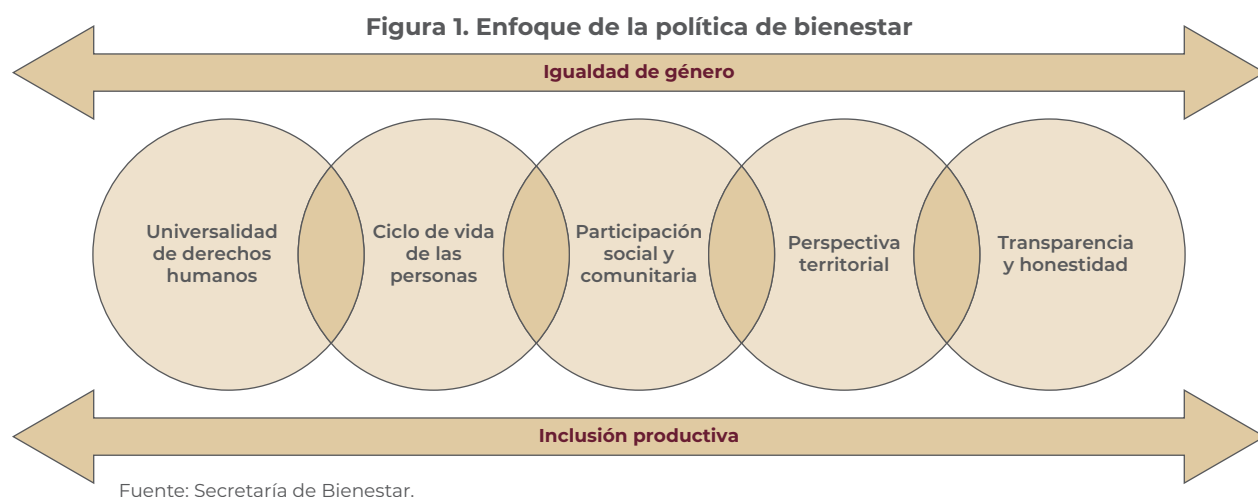 Figura 1. Enfoque de la política de bienestar
Igualdad de género
Universalidad
de derechos
humanos
Ciclo de vida
de las
personas
Participación
social y
comunitaria
Perspectiva
territorial
Transparencia
y honestidad
Inclusión productiva
Fuente: Secretaría de Bienestar.